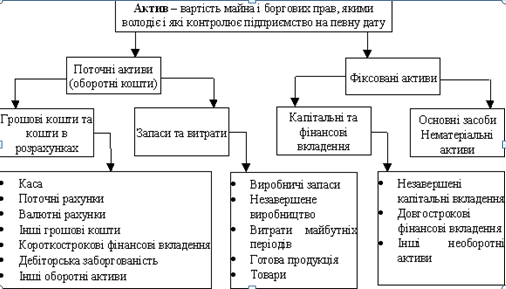 Актив – вартість майна і боргових прав, якими
володіє і які контролює підприємство на певну дату
Поточні активи
(оборотні кошти)
Фіксовані активи
Грошові кошти та
кошти в
розрахунках
Запаси та витрати
Капітальні та
фінансові
вкладення
Основні засоби
Нематеріальні
активи
• Каса
• Поточні рахунки
• Валютні рахунки
• Інші грошові кошти
• Короткострокові фінансові вкладення
• Дебіторська заборгованість
• Інші оборотні активи
• Виробничі запаси
• Незавершене
виробництво
• Витрати майбутніх
періодів
• Готова продукція
• Товари
• Незавершені
капітальні вкладення
• Довгострокові
фінансові вкладення
• Інші необоротні
активи